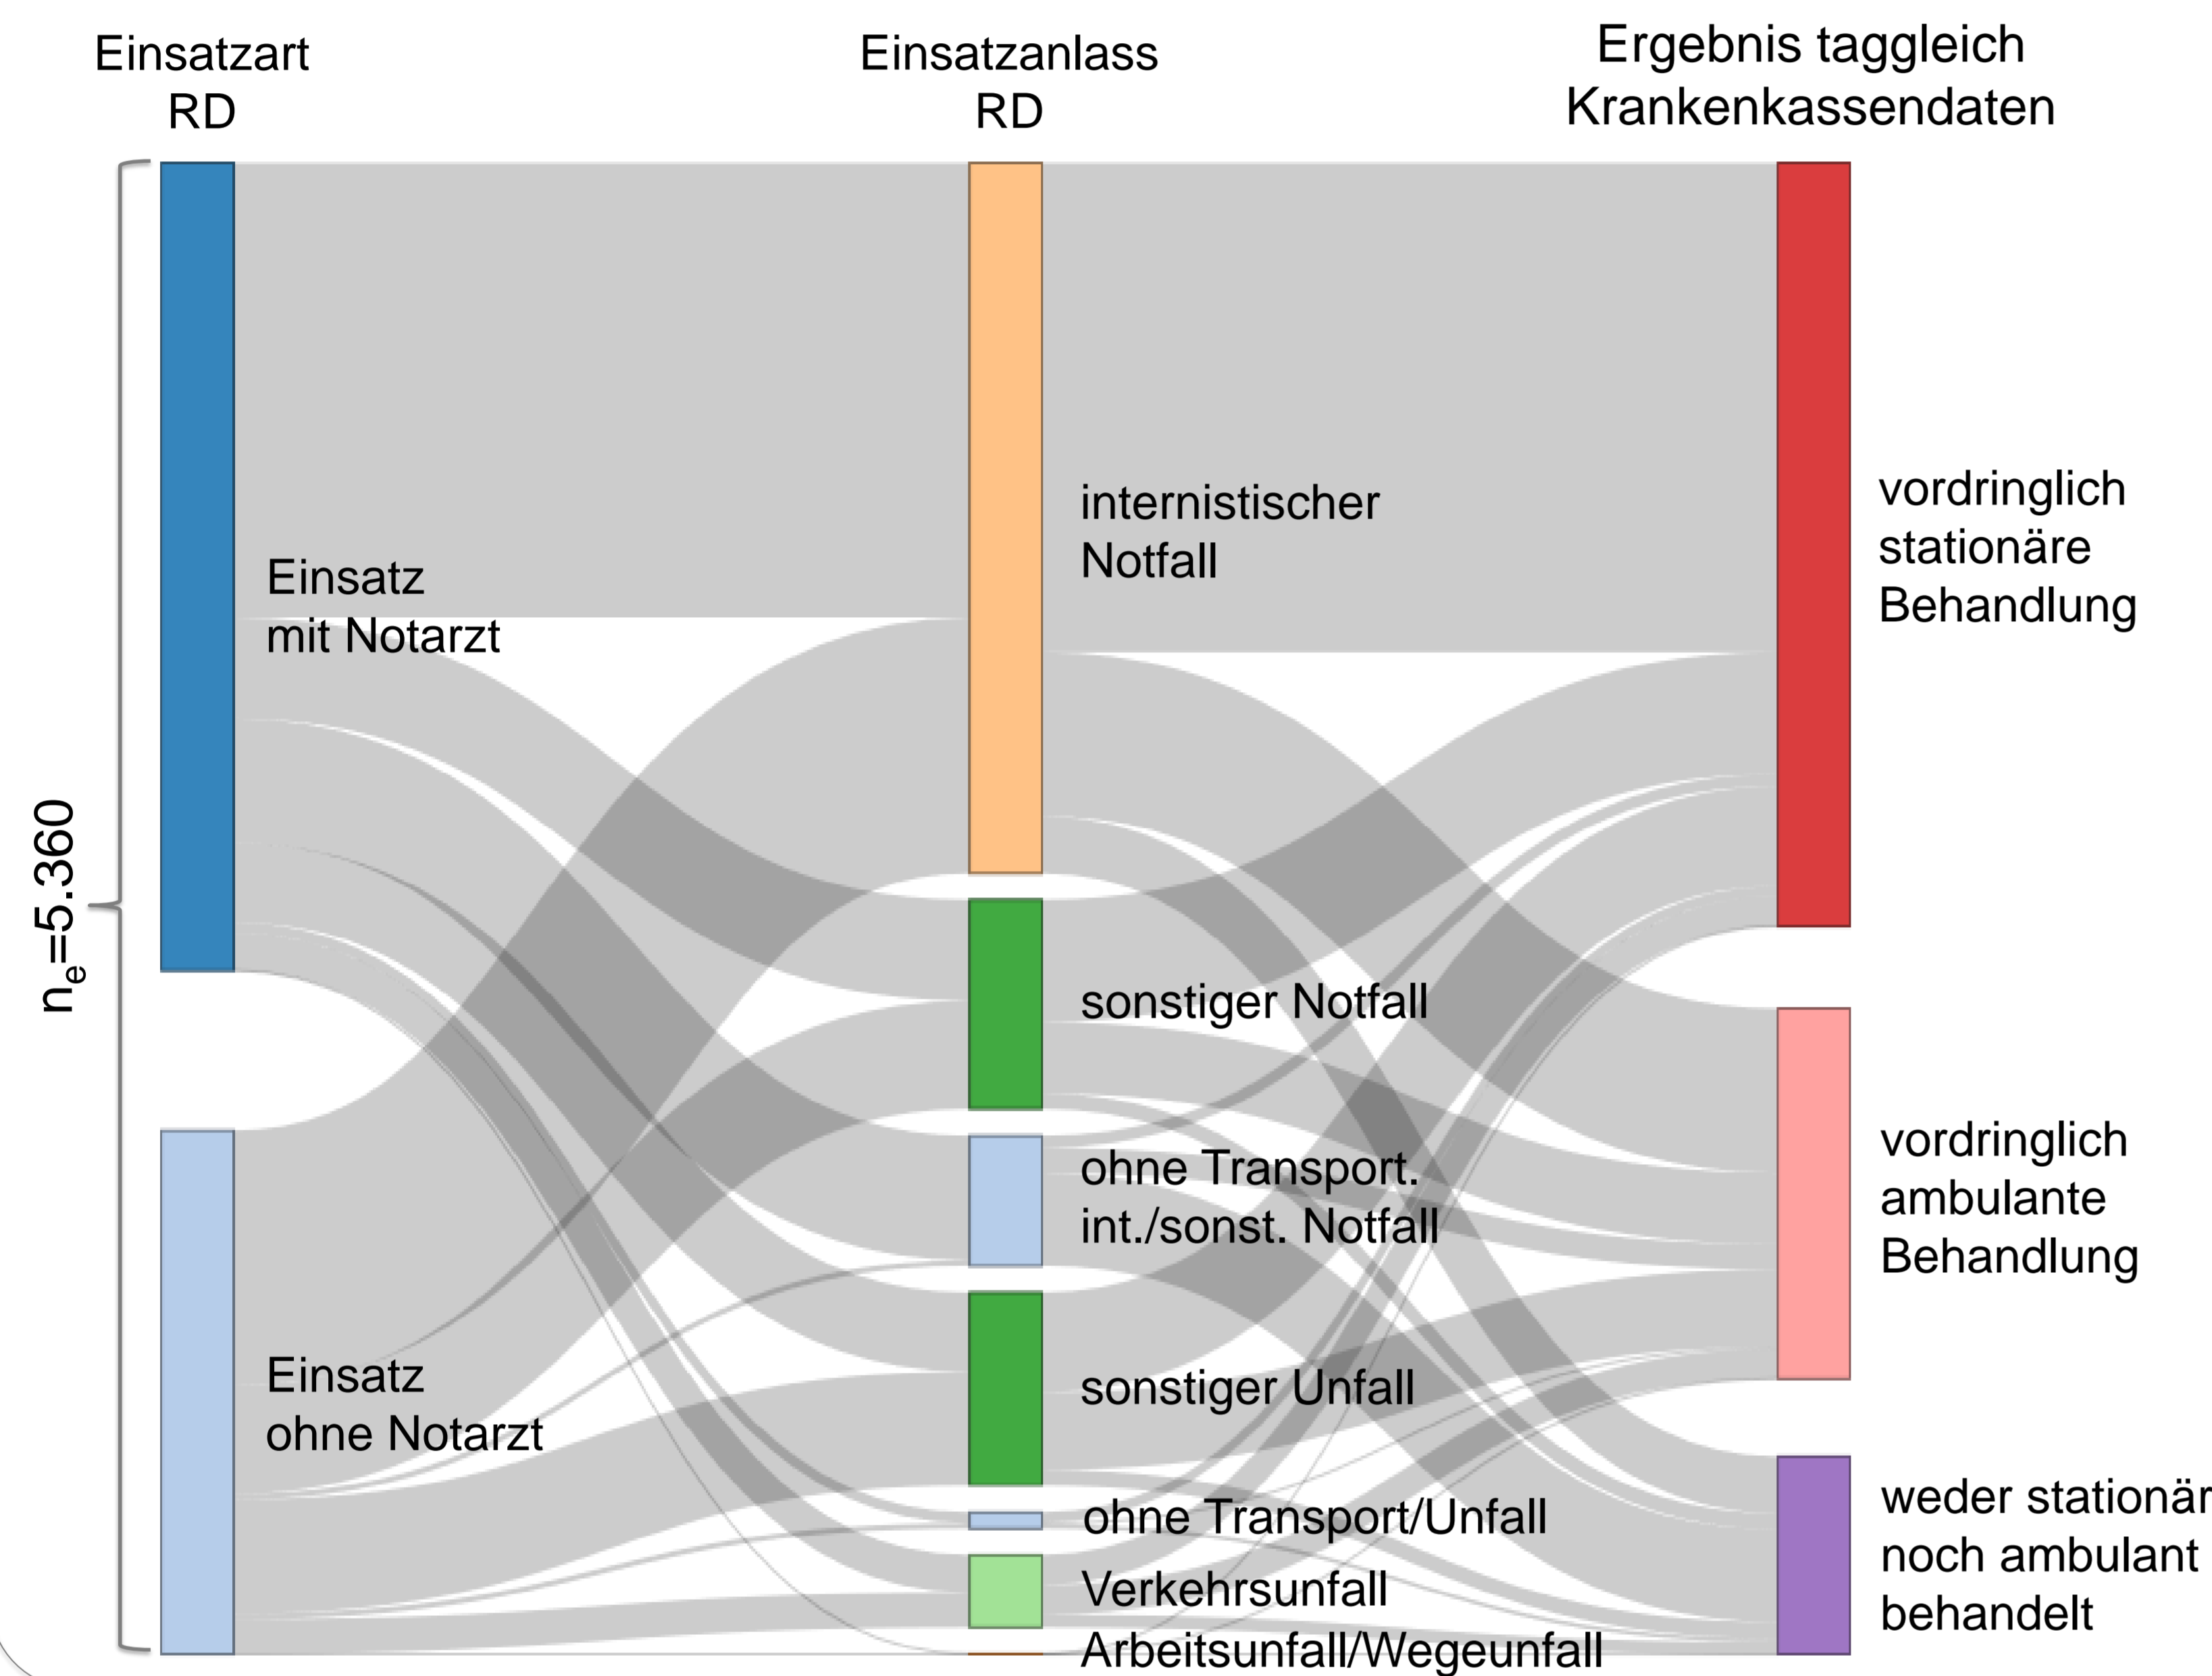 Einsatzart
RD
Einsatzanlass
RD
Ergebnis taggleich
Krankenkassendaten
nₑ=5.360
Einsatz
mit Notarzt
Einsatz
ohne Notarzt
internistischer
Notfall
sonstiger Notfall
ohne Transport.
int./sonst. Notfall
sonstiger Unfall
ohne Transport/Unfall
Verkehrsunfall
Arbeitsunfall/Wegeunfall
vordringlich
stationäre
Behandlung
vordringlich
ambulante
Behandlung
weder stationär
noch ambulant
behandelt